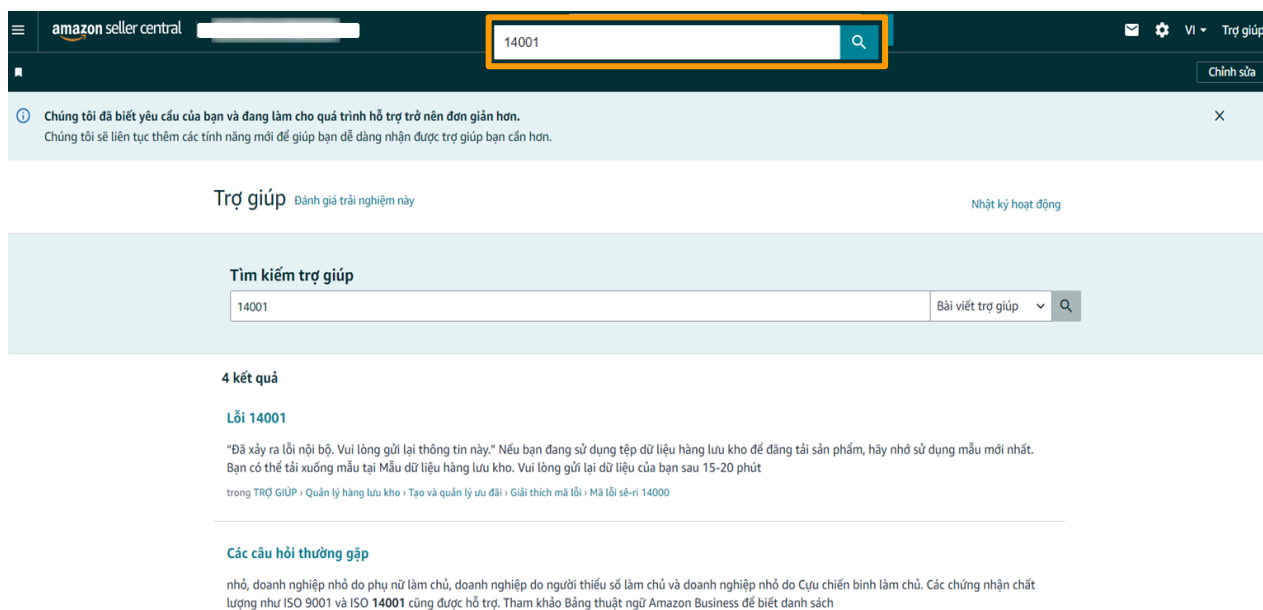 amazon seller central
14001
VI
Trợ giúp
Chỉnh sửa
Chúng tôi đã biết yêu cầu của bạn và đang làm cho quá trình hỗ trợ trở nên đơn giản hơn.
Chúng tôi sẽ liên tục thêm các tính năng mới để giúp bạn dễ dàng nhận được trợ giúp bạn cần hơn.
Trợ giúp Đánh giá trải nghiệm này
Nhật ký hoạt động
Tìm kiếm trợ giúp
14001
Bài viết trợ giúp
4 kết quả
Lỗi 14001
“Đã xảy ra lỗi nội bộ. Vui lòng gửi lại thông tin này.” Nếu bạn đang sử dụng tệp dữ liệu hàng lưu kho để đăng tải sản phẩm, hãy nhớ sử dụng mẫu mới nhất.
Bạn có thể tải xuống mẫu tại Mẫu dữ liệu hàng lưu kho. Vui lòng gửi lại dữ liệu của bạn sau 15-20 phút
trong TRỢ GIÚP › Quản lý hàng lưu kho › Tạo và quản lý ưu đãi › Giải thích mã lỗi › Mã lỗi sê-ri 14000
Các câu hỏi thường gặp
nhỏ, doanh nghiệp nhỏ do phụ nữ làm chủ, doanh nghiệp do người thiểu số làm chủ và doanh nghiệp nhỏ do Cựu chiến binh làm chủ. Các chứng nhận chất
lượng như ISO 9001 và ISO 14001 cũng được hỗ trợ. Tham khảo Bảng thuật ngữ Amazon Business để biết danh sách